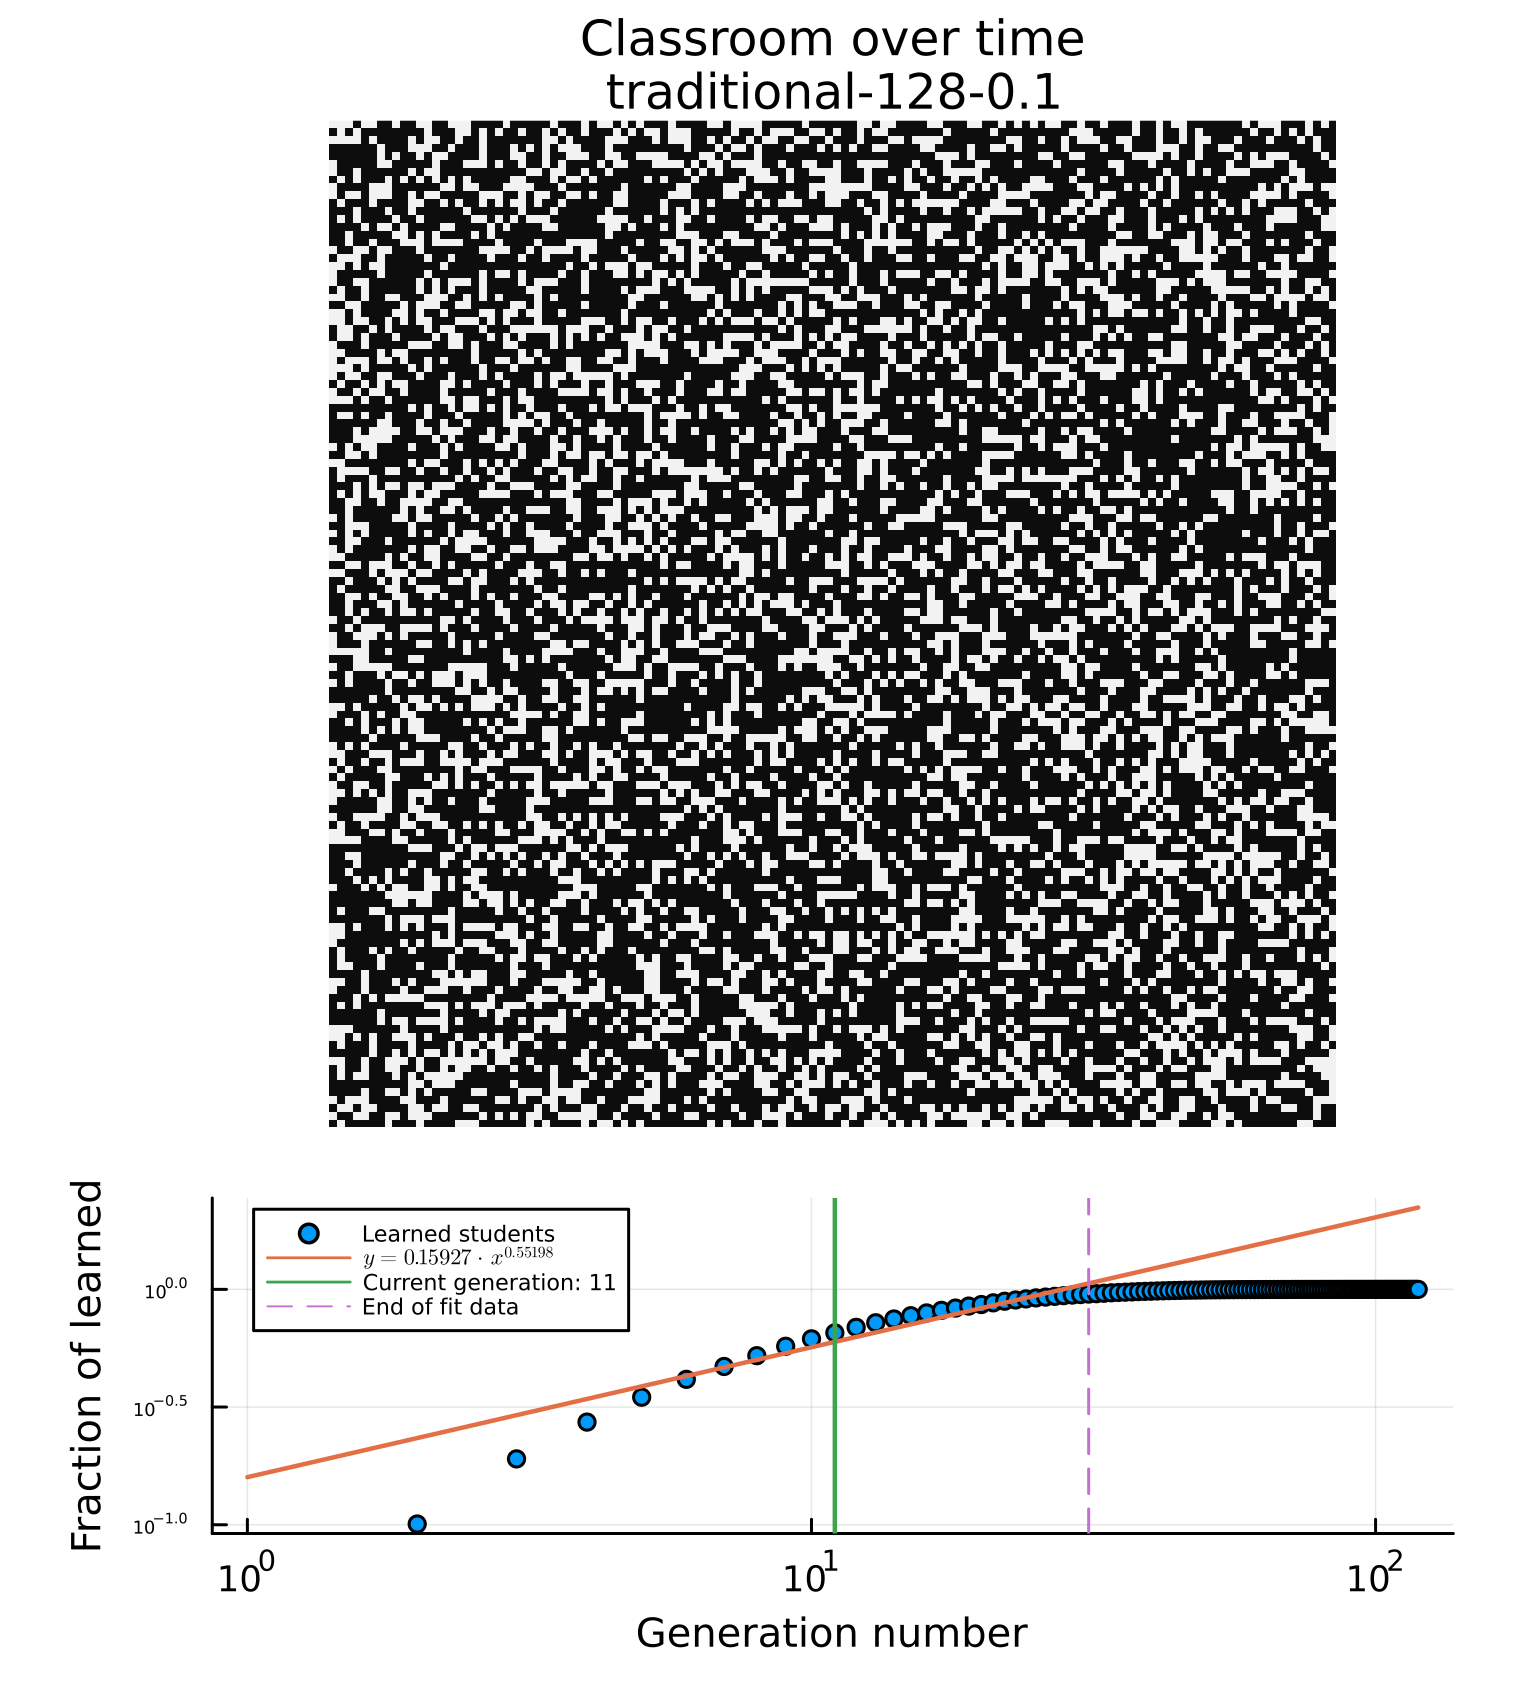 Classroom over time
traditional-128-0.1
Fraction of learned
Learned students
y = 0.15927 · x^0.55198
Current generation: 11
End of fit data
10^0.0
10^−0.5
10^−1.0
10^0
10^1
10^2
Generation number